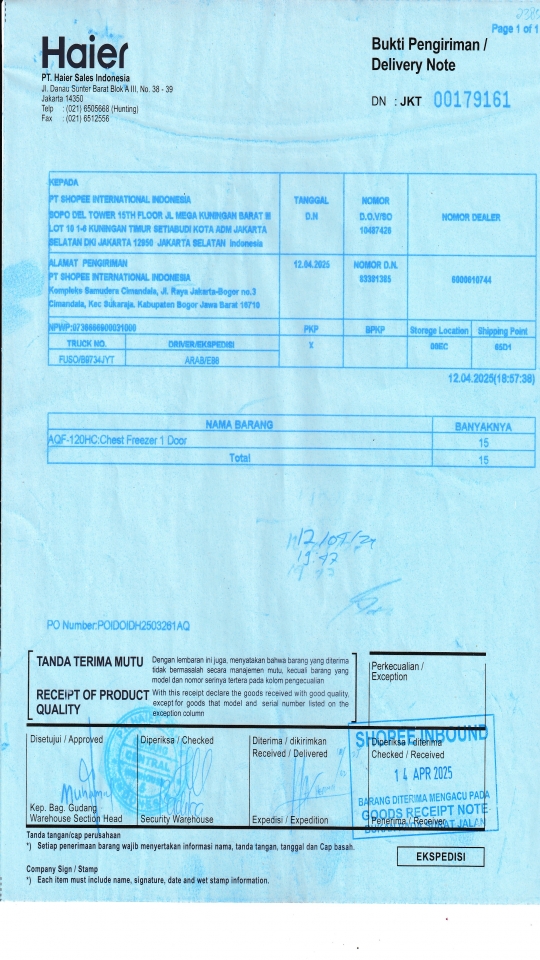 Page 1 of 1
Haier
PT. Haier Sales Indonesia
Jl. Danau Sunter Barat Blok A III, No. 38 - 39
Jakarta 14350
Telp : (021) 6505668 (Hunting)
Fax : (021) 6512556
Bukti Pengiriman /
Delivery Note
DN : JKT 00179161
KEPADA
PT SHOPEE INTERNATIONAL INDONESIA
SOPO DEL TOWER 15TH FLOOR JL MEGA KUNINGAN BARAT III
LOT 10 1-6 KUNINGAN TIMUR SETIABUDI KOTA ADM JAKARTA
SELATAN DKI JAKARTA 12950 JAKARTA SELATAN Indonesia
TANGGAL
D.N
NOMOR
D.O.V/SO
10487426
NOMOR DEALER
ALAMAT PENGIRIMAN
PT SHOPEE INTERNATIONAL INDONESIA
Kompleks Samudera Cimandala, Jl. Raya Jakarta-Bogor no.3
Cimandala, Kec Sukaraja. Kabupaten Bogor Jawa Barat 16710
12.04.2025
NOMOR D.N.
83381385
6000610744
PKP
BPKP
Storage Location
Shipping Point
TRUCK NO.
DRIVER/EKSPEDISI
X
00EC
65D1
FUSO/B9734JYT
ARAB/E86
12.04.2025(16:57:36)
NAMA BARANG
BANYAKNYA
AQF-120HC:Chest Freezer 1 Door
15
Total
15
19:47
PO Number:POIDOIDH2503261AQ
TANDA TERIMA MUTU
Dengan lembaran ini juga, menyatakan bahwa barang yang diterima
tidak bermasalah secara manajemen mutu, kecuali barang yang
model dan nomor serinya tertera pada kolom pengecualian
RECEIPT OF PRODUCT
QUALITY
With this receipt declare the goods received with good quality,
except for goods that model and serial number listed on the
exception column
Perkecualian /
Exception
Disetujui / Approved
Diperiksa / Checked
Diterima / dikirimkan
Received / Delivered
Diperiksa / diterima
Checked / Received
SHOPEE INBOUND
14 APR 2025
BARANG DITERIMA MENGACU PADA
GOODS RECEIPT NOTE
CENTRAL
Kep. Bag. Gudang
Warehouse Section Head
Security Warehouse
Expedisi / Expedition
Penerima / Receiver
Tanda tangan/cap perusahaan
*) Setiap penerimaan barang wajib menyertakan informasi nama, tanda tangan, tanggal dan Cap basah.
EKSPEDISI
Company Sign / Stamp
*) Each item must include name, signature, date and wet stamp information.